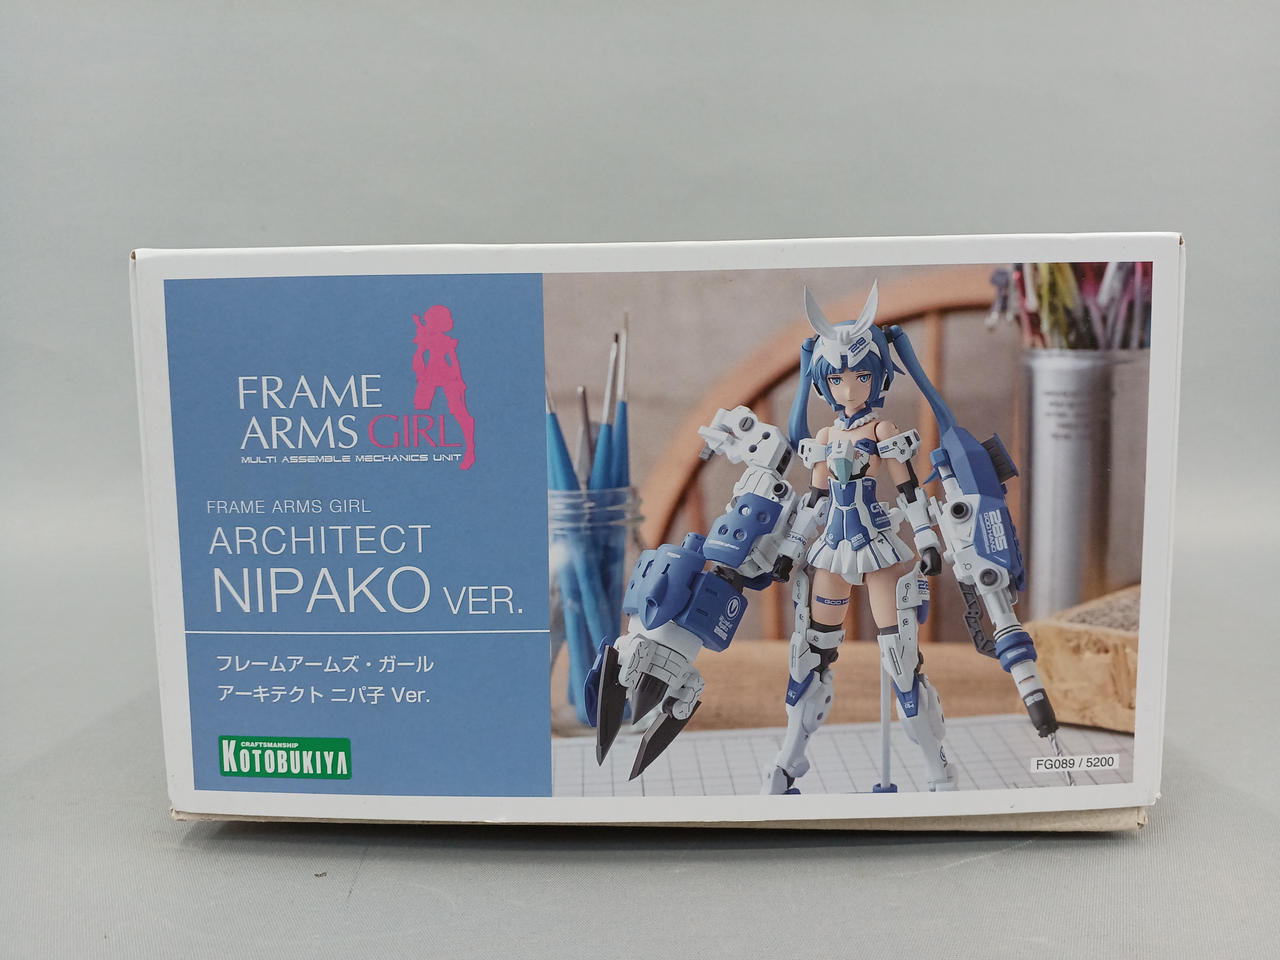 FRAME
ARMS GIRL
MULTI ASSEMBLE MECHANICS UNIT
FRAME ARMS GIRL
ARCHITECT
NIPAKO VER.
フレームアームズ・ガール
アーキテクト ニパ子 Ver.
CRAFTSMANSHIP
KOTOBUKIYA
FG089 / 5200